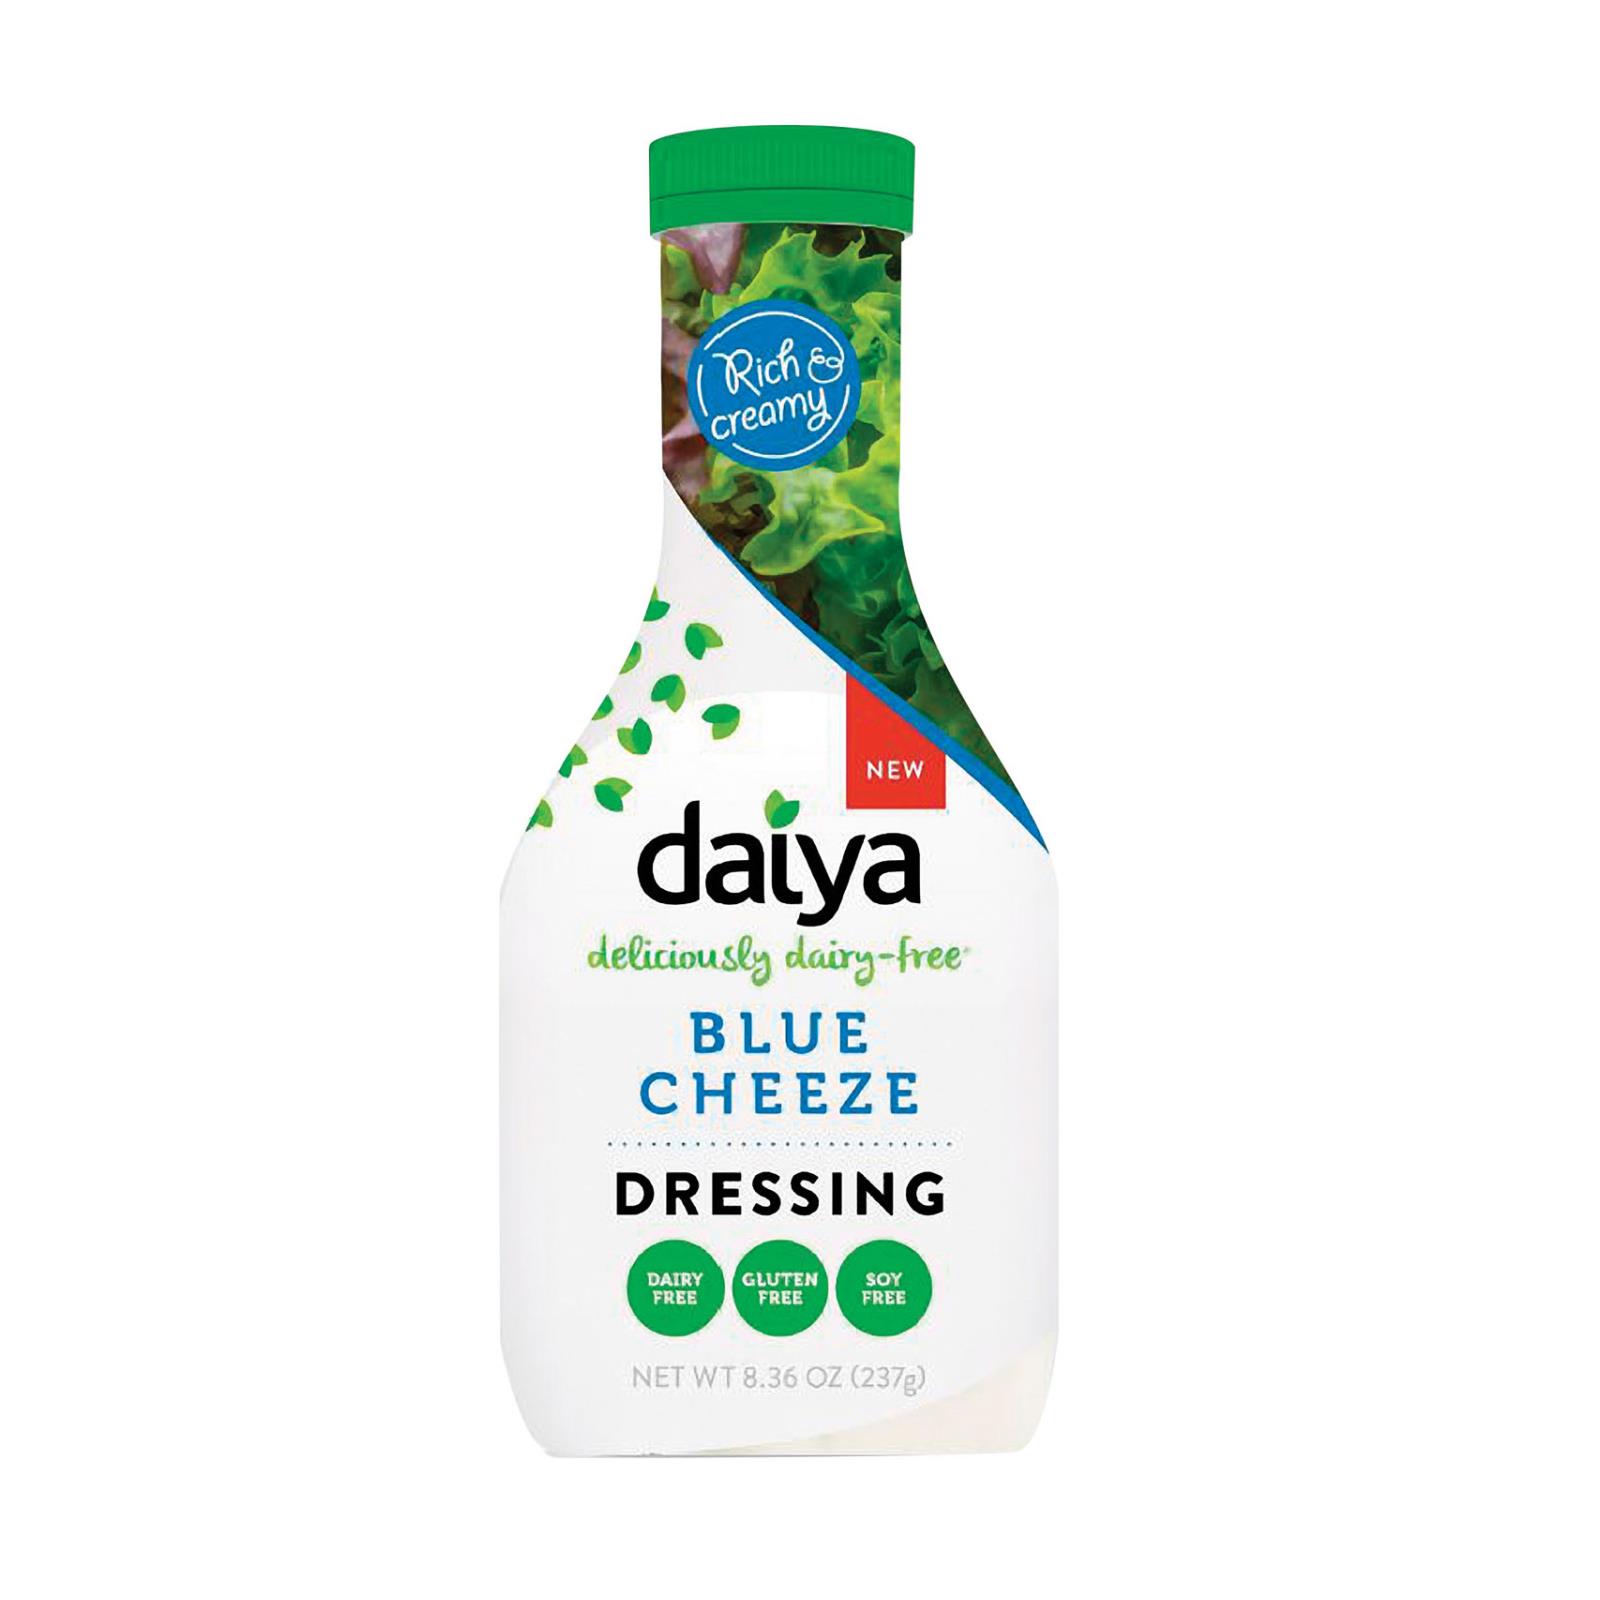 Rich &
creamy
NEW
daiya
deliciously dairy-free
BLUE
CHEEZE
DRESSING
DAIRY
FREE
GLUTEN
FREE
SOY
FREE
NET WT 8.36 OZ (237g)